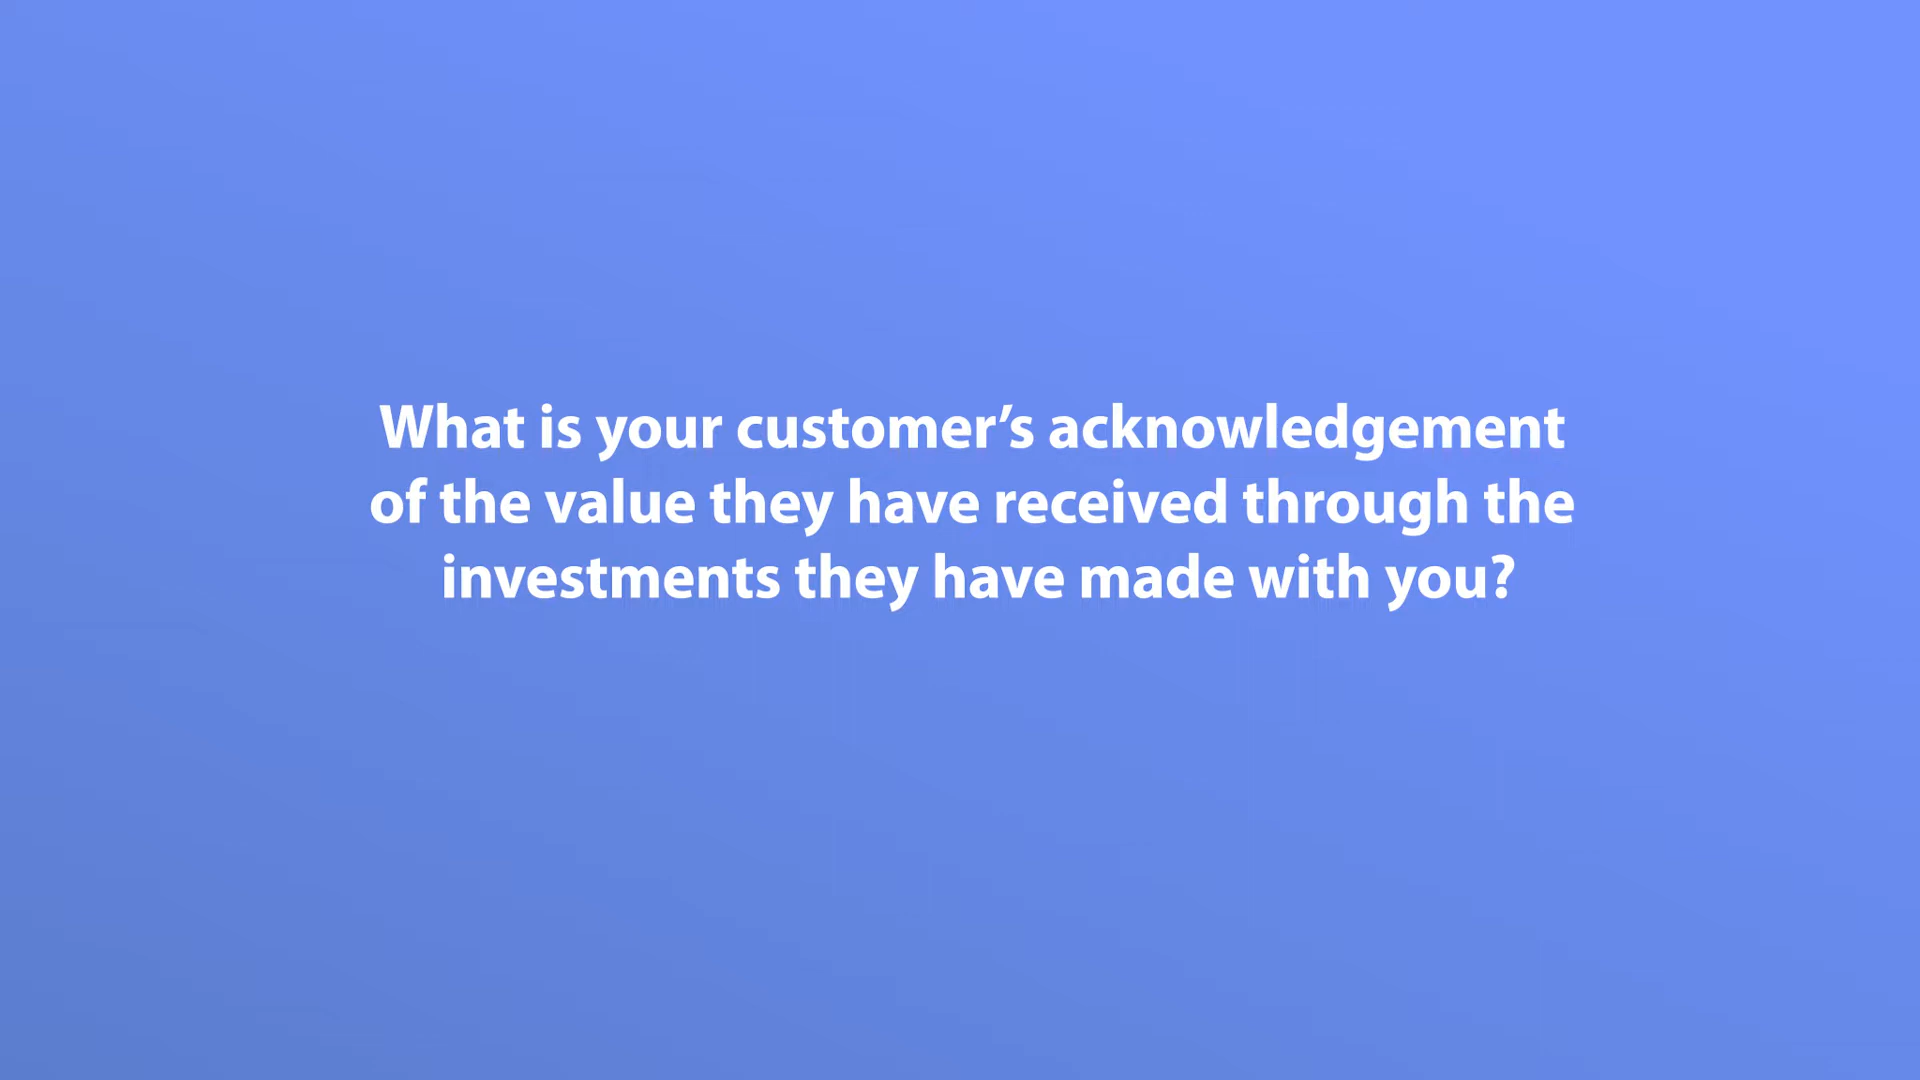 What is your customer’s acknowledgement
of the value they have received through the
investments they have made with you?